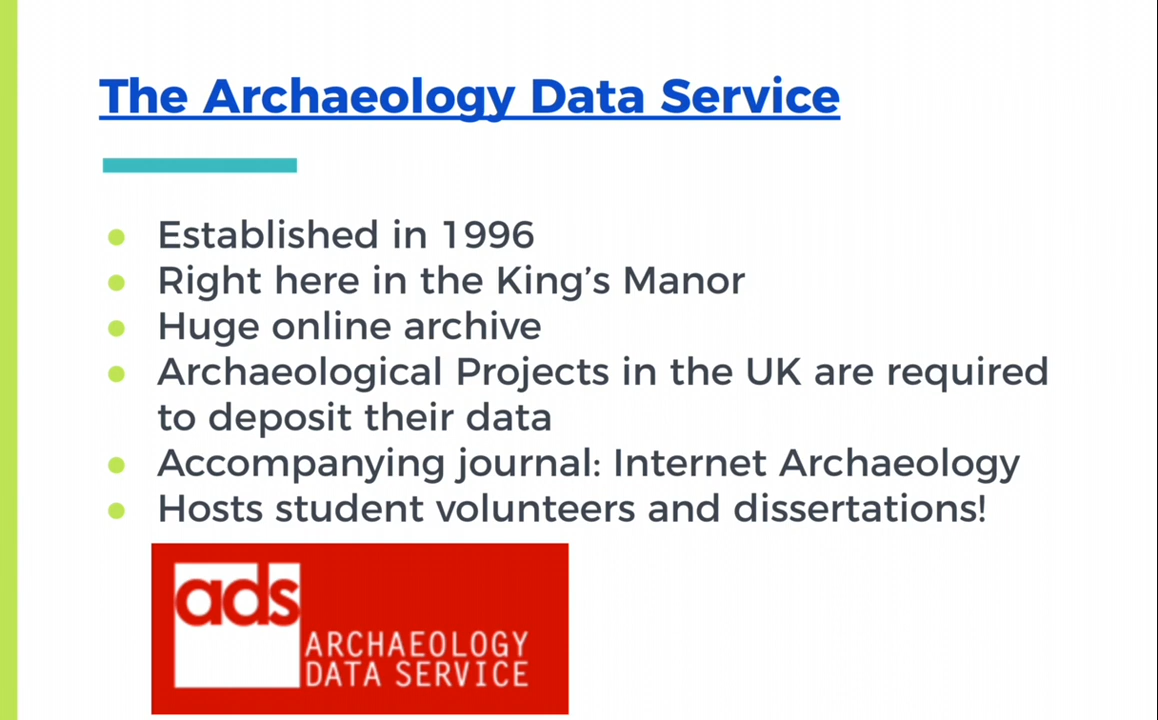 The Archaeology Data Service
● Established in 1996
● Right here in the King’s Manor
● Huge online archive
● Archaeological Projects in the UK are required
to deposit their data
● Accompanying journal: Internet Archaeology
● Hosts student volunteers and dissertations!
ads
ARCHAEOLOGY
DATA SERVICE